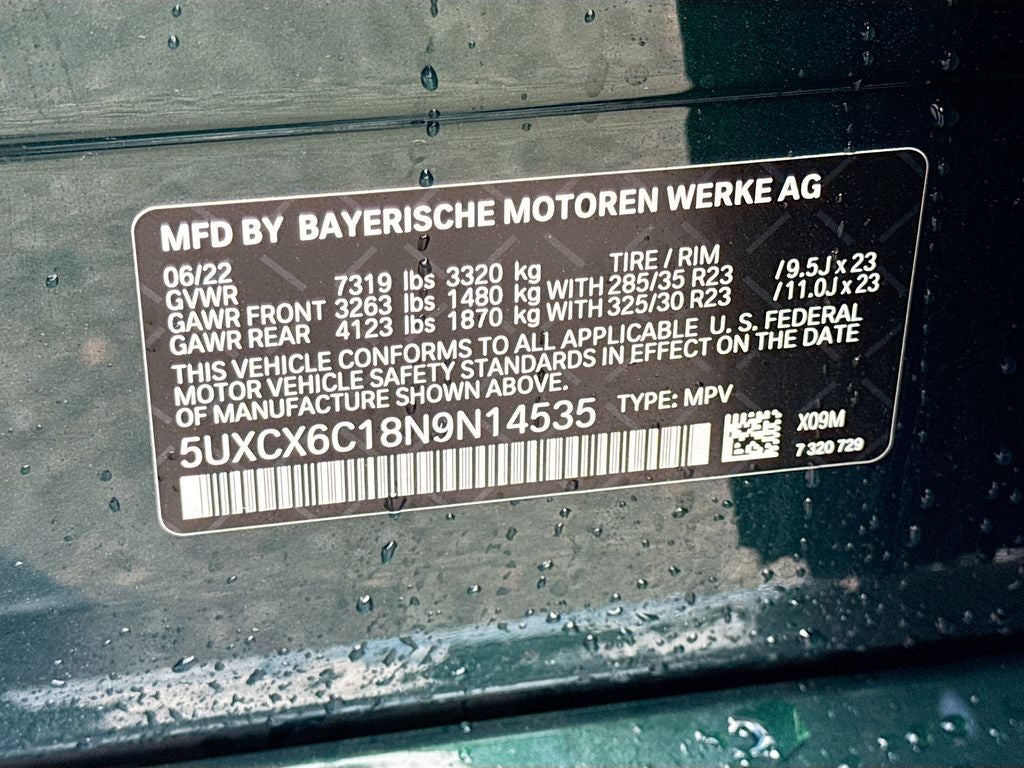 MFD BY BAYERISCHE MOTOREN WERKE AG
06/22 TIRE / RIM
GVWR 7319 lbs 3320 kg
GAWR FRONT 3263 lbs 1480 kg WITH 285/35 R23 /9.5J x 23
GAWR REAR 4123 lbs 1870 kg WITH 325/30 R23 /11.0J x 23
THIS VEHICLE CONFORMS TO ALL APPLICABLE U. S. FEDERAL
MOTOR VEHICLE SAFETY STANDARDS IN EFFECT ON THE DATE
OF MANUFACTURE SHOWN ABOVE.
5UXCX6C18N9N14535 TYPE: MPV
X09M
7 320 729